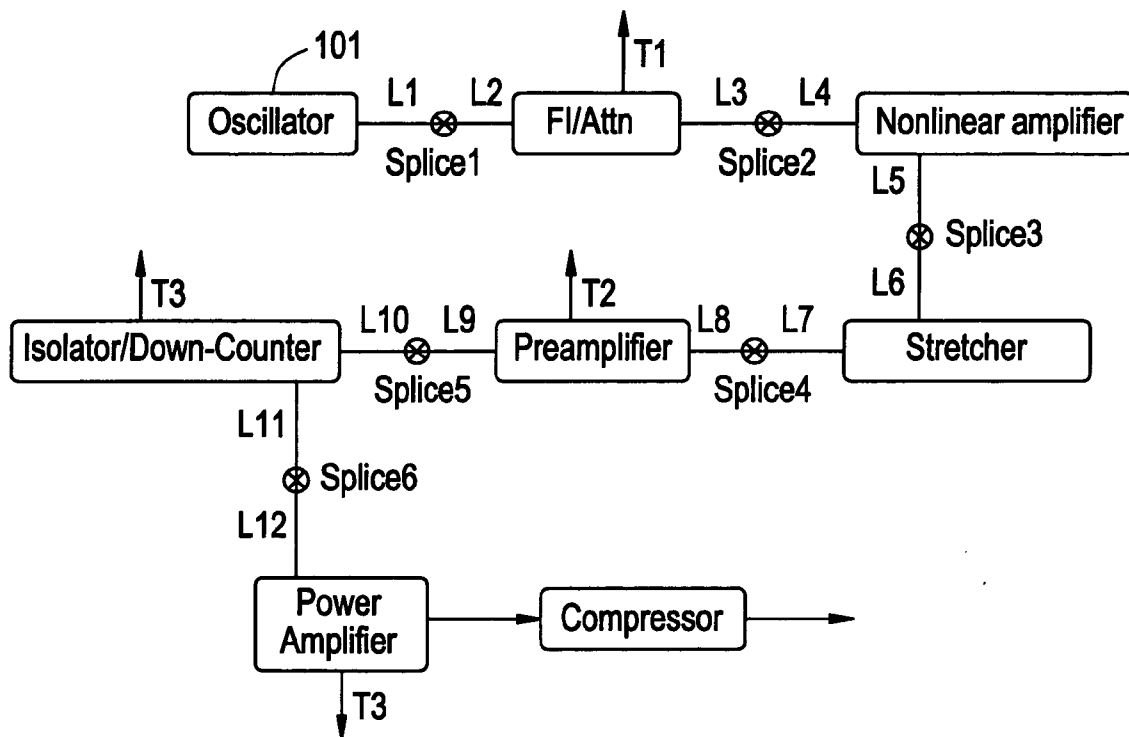 101
T1
L1
L2
L3
L4
Oscillator
FI/Attn
Nonlinear amplifier
Splice1
Splice2
L5
Splice3
L6
T3
T2
L10
L9
L8
L7
Isolator/Down-Counter
Preamplifier
Stretcher
Splice5
Splice4
L11
Splice6
L12
Power
Amplifier
Compressor
T3